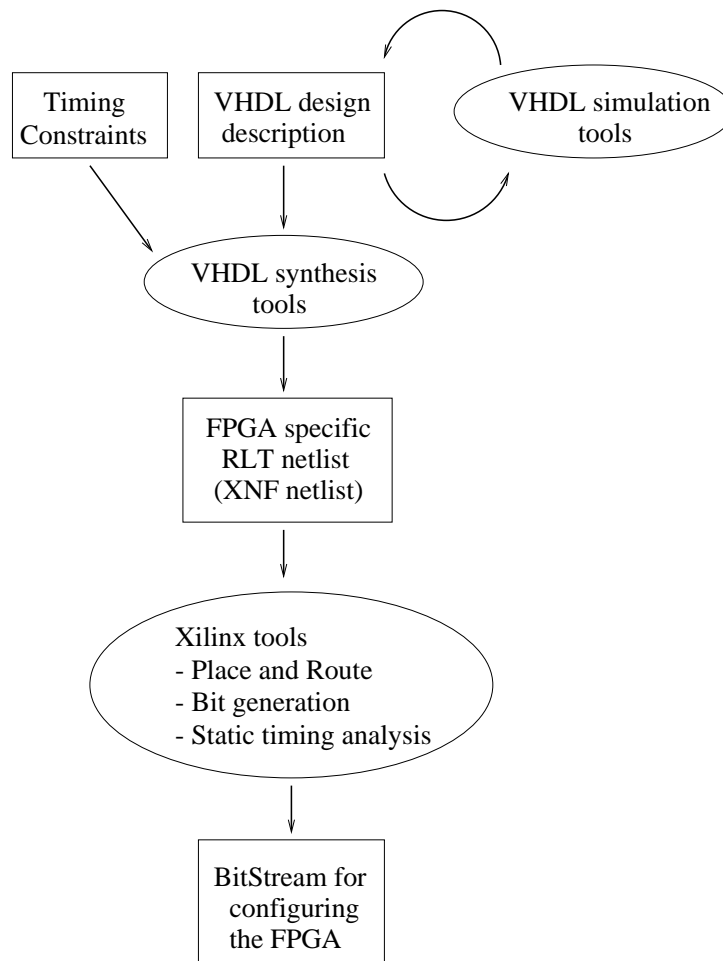 Timing
Constraints
VHDL design
description
VHDL simulation
tools
VHDL synthesis
tools
FPGA specific
RLT netlist
(XNF netlist)
Xilinx tools
- Place and Route
- Bit generation
- Static timing analysis
BitStream for
configuring
the FPGA